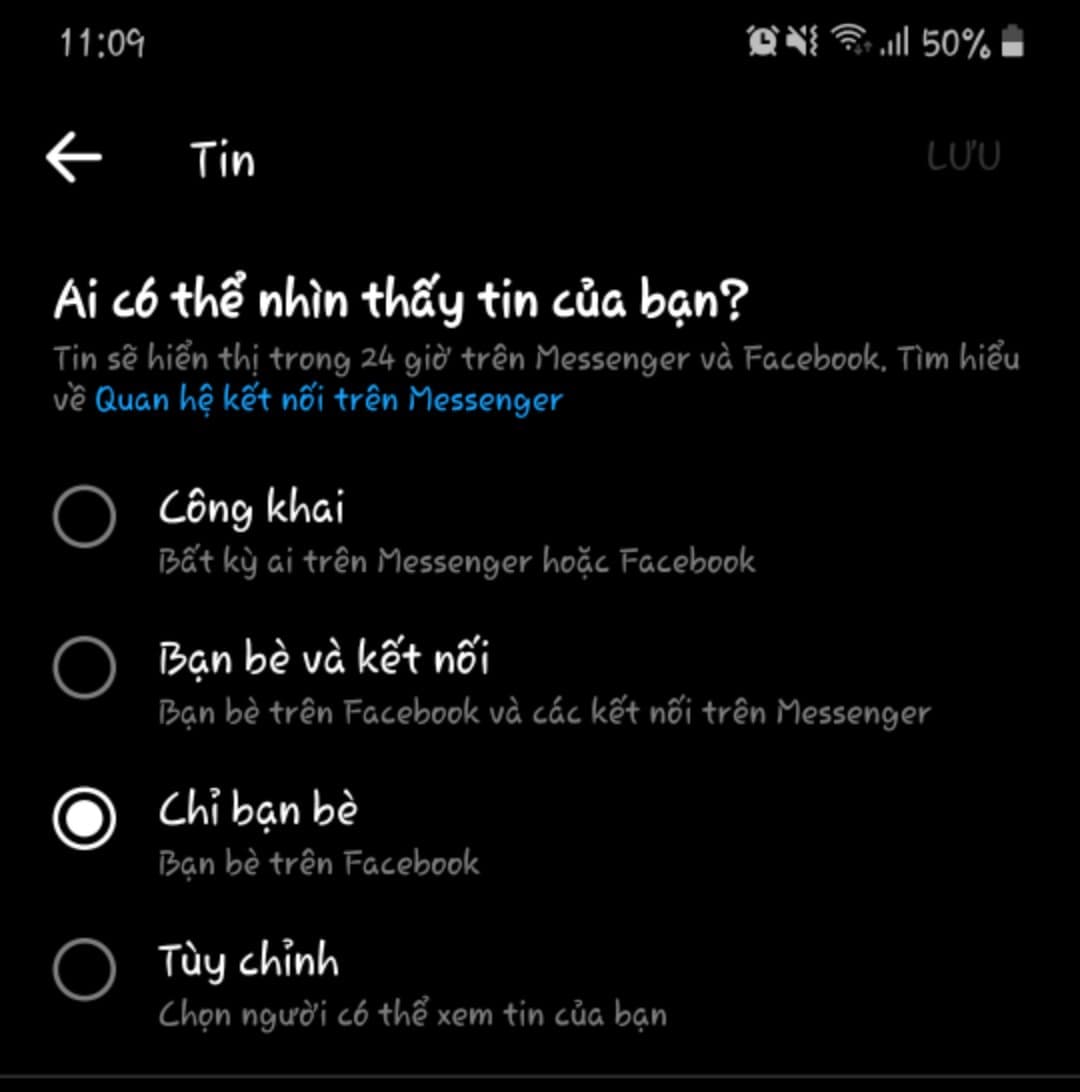 11:09
50%
Tin
LƯU
Ai có thể nhìn thấy tin của bạn?
Tin sẽ hiển thị trong 24 giờ trên Messenger và Facebook. Tìm hiểu
về Quan hệ kết nối trên Messenger
Công khai
Bất kỳ ai trên Messenger hoặc Facebook
Bạn bè và kết nối
Bạn bè trên Facebook và các kết nối trên Messenger
Chỉ bạn bè
Bạn bè trên Facebook
Tùy chỉnh
Chọn người có thể xem tin của bạn